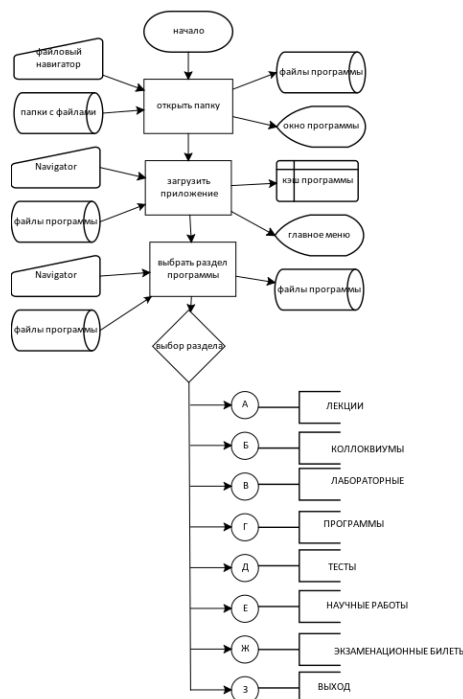 начало
файловый
навигатор
файлы программы
папки с файлами
открыть папку
окно программы
Navigator
загрузить
приложение
кэш программы
файлы программы
главное меню
Navigator
выбрать раздел
программы
файлы программы
файлы программы
выбор раздела
А
ЛЕКЦИИ
Б
КОЛЛОКВИУМЫ
В
ЛАБОРАТОРНЫЕ
Г
ПРОГРАММЫ
Д
ТЕСТЫ
Е
НАУЧНЫЕ РАБОТЫ
Ж
ЭКЗАМЕНАЦИОННЫЕ БИЛЕТЬ
З
ВЫХОД